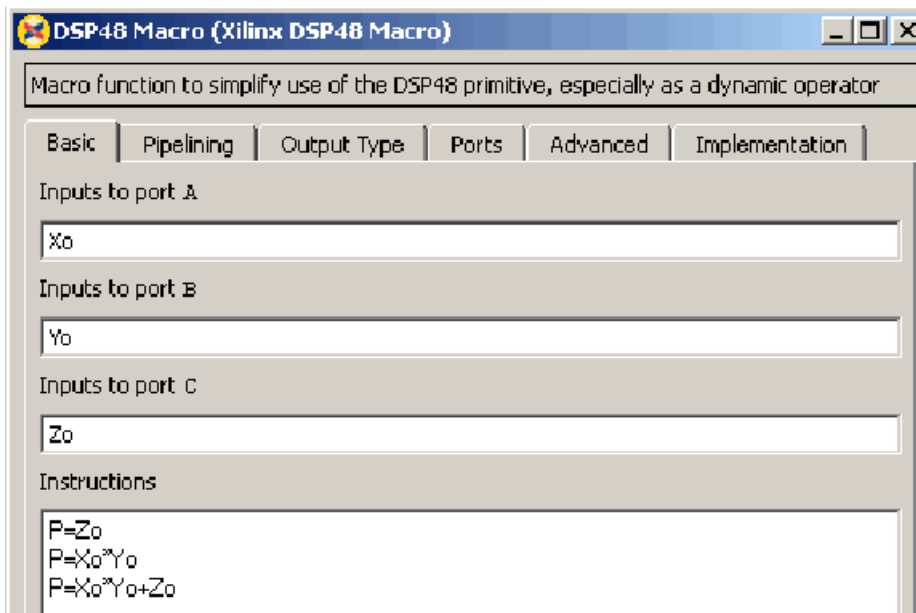 DSP48 Macro (Xilinx DSP48 Macro)
Macro function to simplify use of the DSP48 primitive, especially as a dynamic operator
Basic Pipelining Output Type Ports Advanced Implementation
Inputs to port A
Xo
Inputs to port B
Yo
Inputs to port C
Zo
Instructions
P=Zo
P=Xo*Yo
P=Xo*Yo+Zo